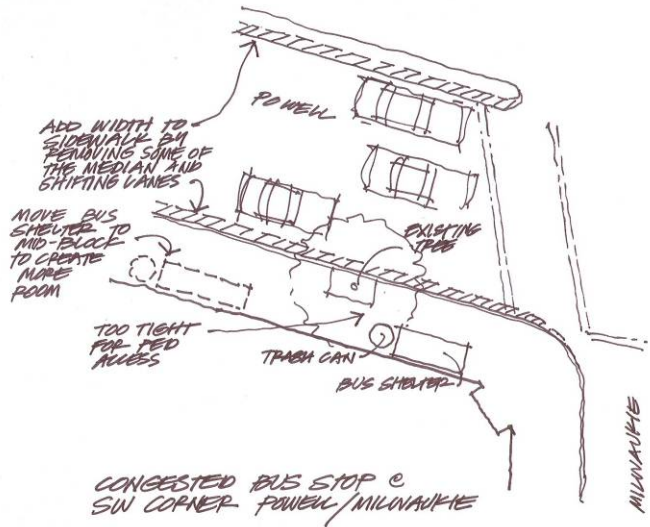 POWELL
ADD WIDTH TO
SIDEWALK BY
REMOVING SOME OF
THE MEDIAN AND
SHIFTING LANES
MOVE BUS
SHELTER TO
MID-BLOCK
TO CREATE
MORE
ROOM
EXISTING
TREE
TOO TIGHT
FOR PED
ACCESS
TRASH CAN
BUS SHELTER
MILWAUKIE
CONGESTED BUS STOP @
SW CORNER POWELL/MILWAUKIE